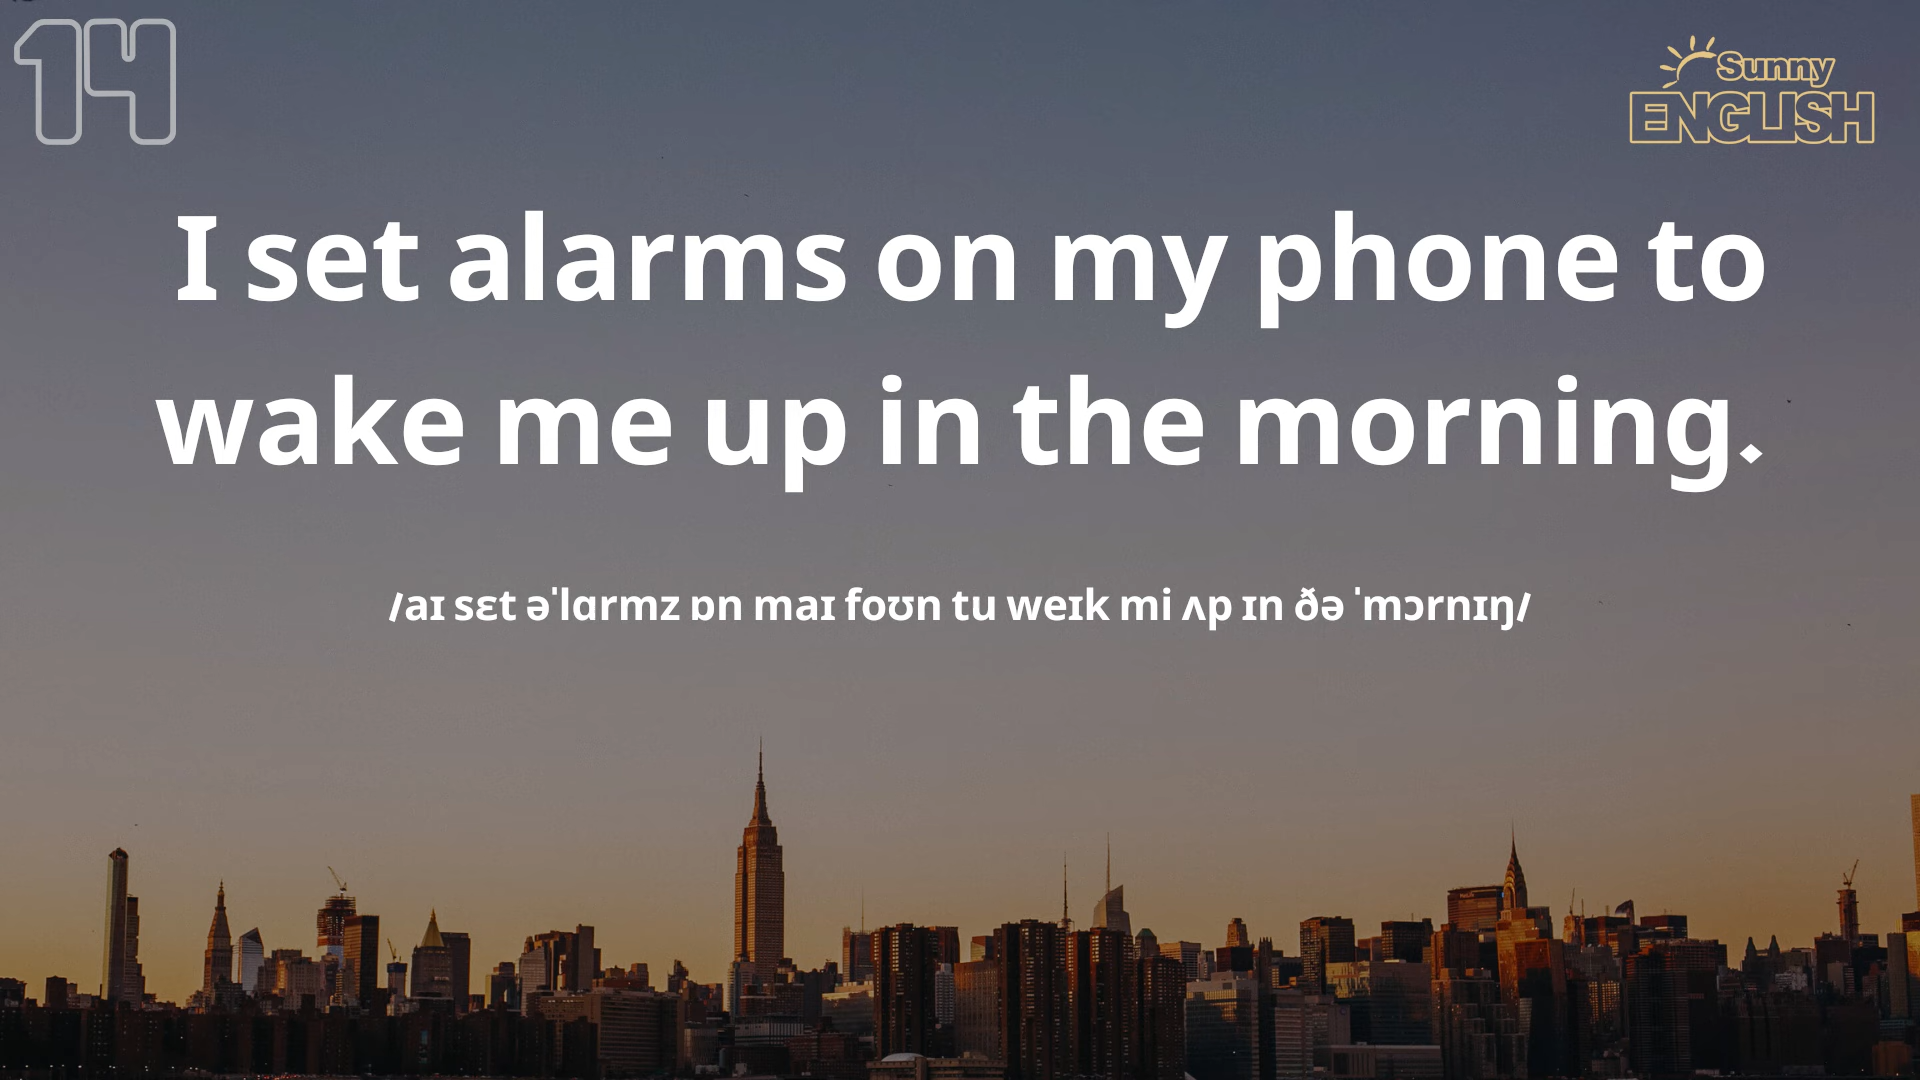 14
Sunny
ENGLISH
I set alarms on my phone to
wake me up in the morning.
/aɪ sɛt əˈlɑrmz ɒn maɪ foʊn tu weɪk mi ʌp ɪn ðə ˈmɔrnɪŋ/